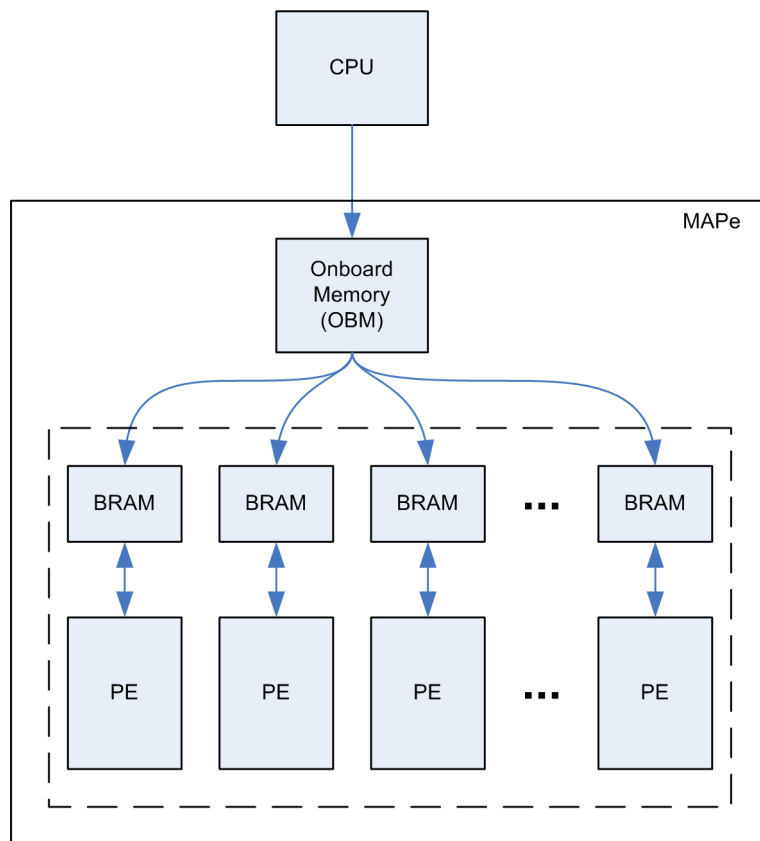 CPU
MAPe
Onboard
Memory
(OBM)
BRAM
BRAM
BRAM
...
BRAM
PE
PE
PE
...
PE